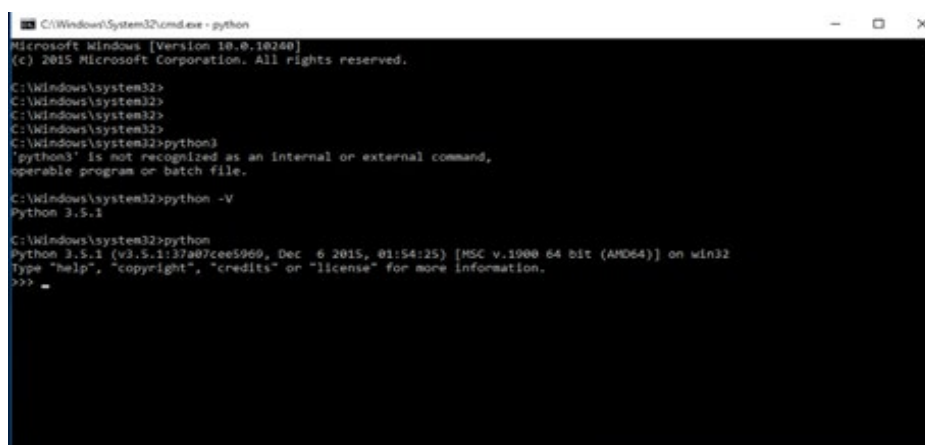 C:\Windows\System32\cmd.exe - python
Microsoft Windows [Version 10.0.10240]
(c) 2015 Microsoft Corporation. All rights reserved.
C:\Windows\system32>
C:\Windows\system32>
C:\Windows\system32>
C:\Windows\system32>
C:\Windows\system32>python3
'python3' is not recognized as an internal or external command,
operable program or batch file.
C:\Windows\system32>python -V
Python 3.5.1
C:\Windows\system32>python
Python 3.5.1 (v3.5.1:37a07cee5969, Dec  6 2015, 01:54:25) [MSC v.1900 64 bit (AMD64)] on win32
Type "help", "copyright", "credits" or "license" for more information.
>>> _